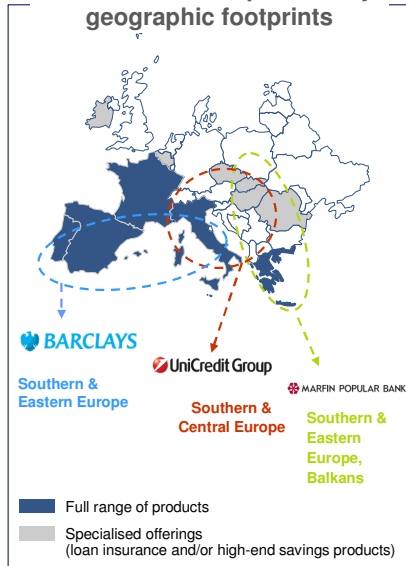 geographic footprints
BARCLAYS
UniCredit Group
MARFIN POPULAR BANK
Southern &
Eastern Europe
Southern &
Central Europe
Southern &
Eastern
Europe,
Balkans
Full range of products
Specialised offerings
(loan insurance and/or high-end savings products)